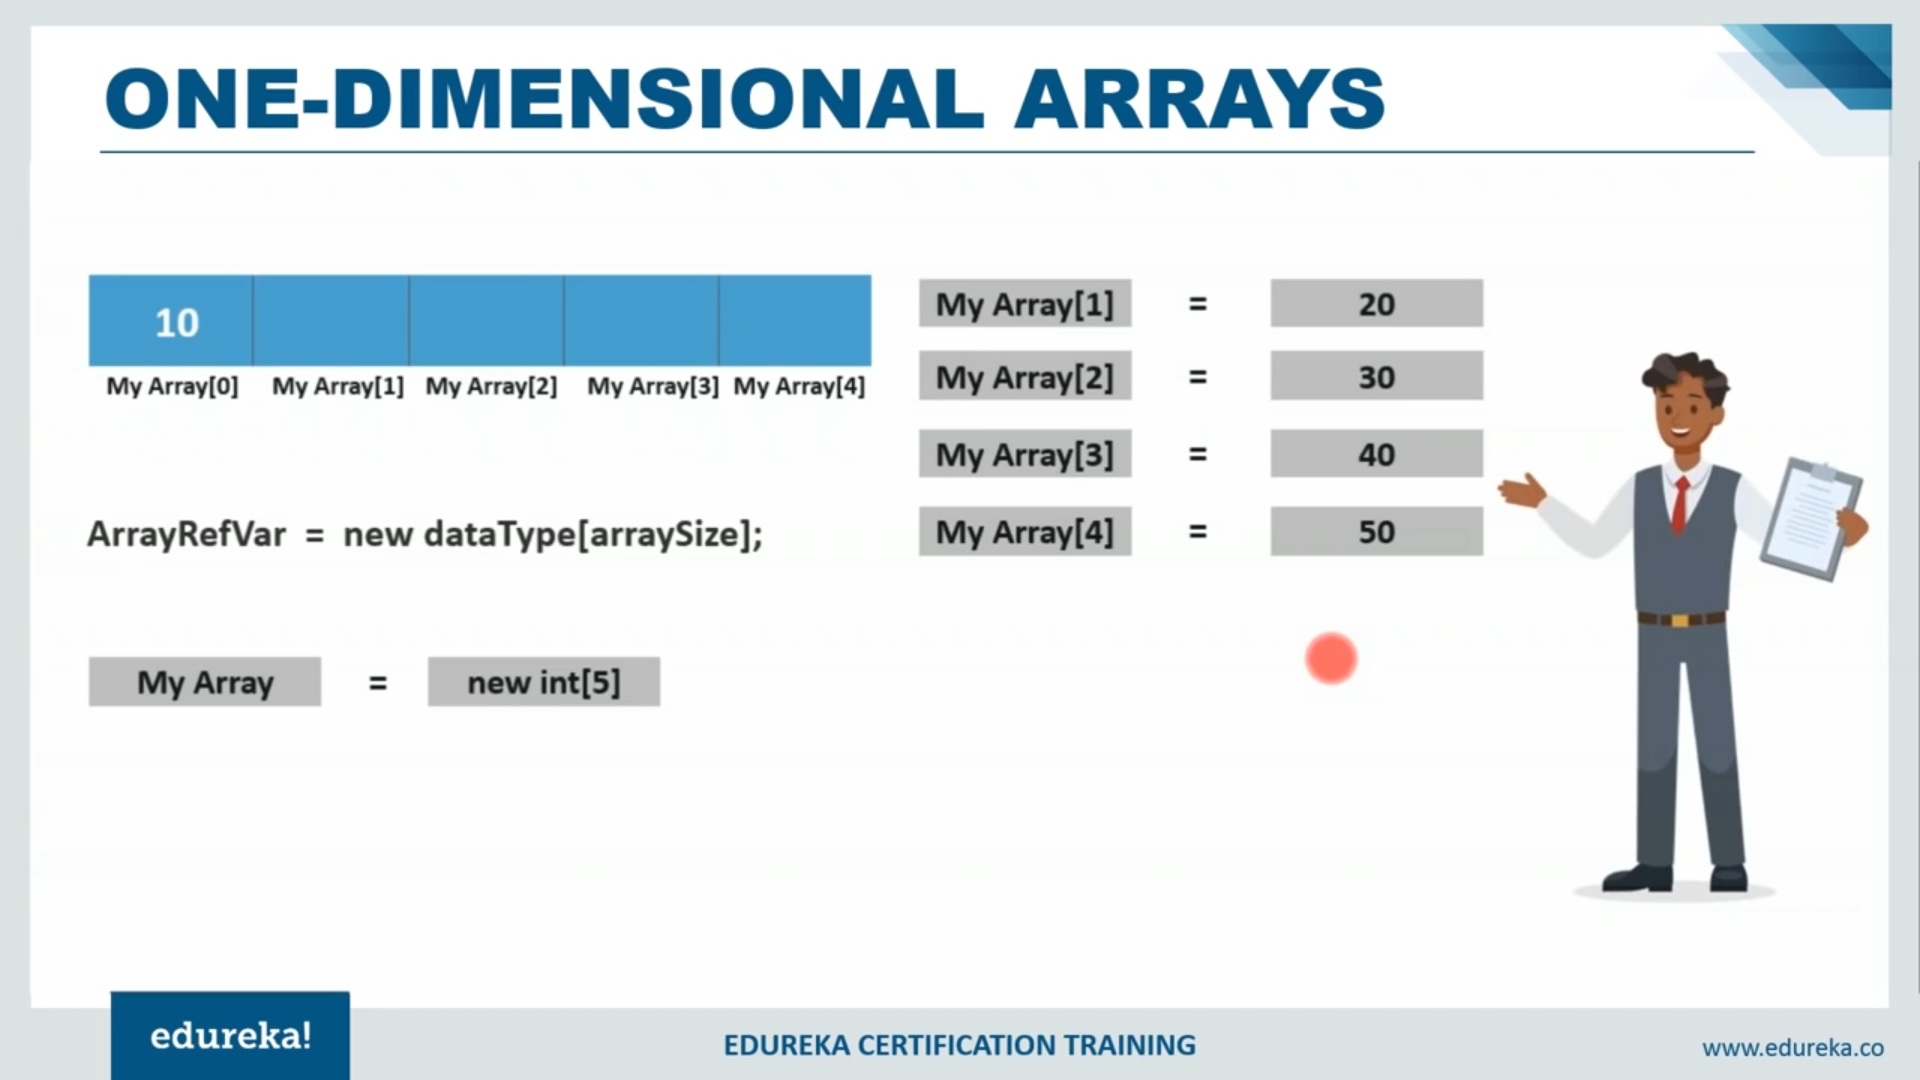 ONE-DIMENSIONAL ARRAYS
10
My Array[0] My Array[1] My Array[2] My Array[3] My Array[4]
ArrayRefVar = new dataType[arraySize];
My Array = new int[5]
My Array[1] = 20
My Array[2] = 30
My Array[3] = 40
My Array[4] = 50
edureka!
EDUREKA CERTIFICATION TRAINING
www.edureka.co